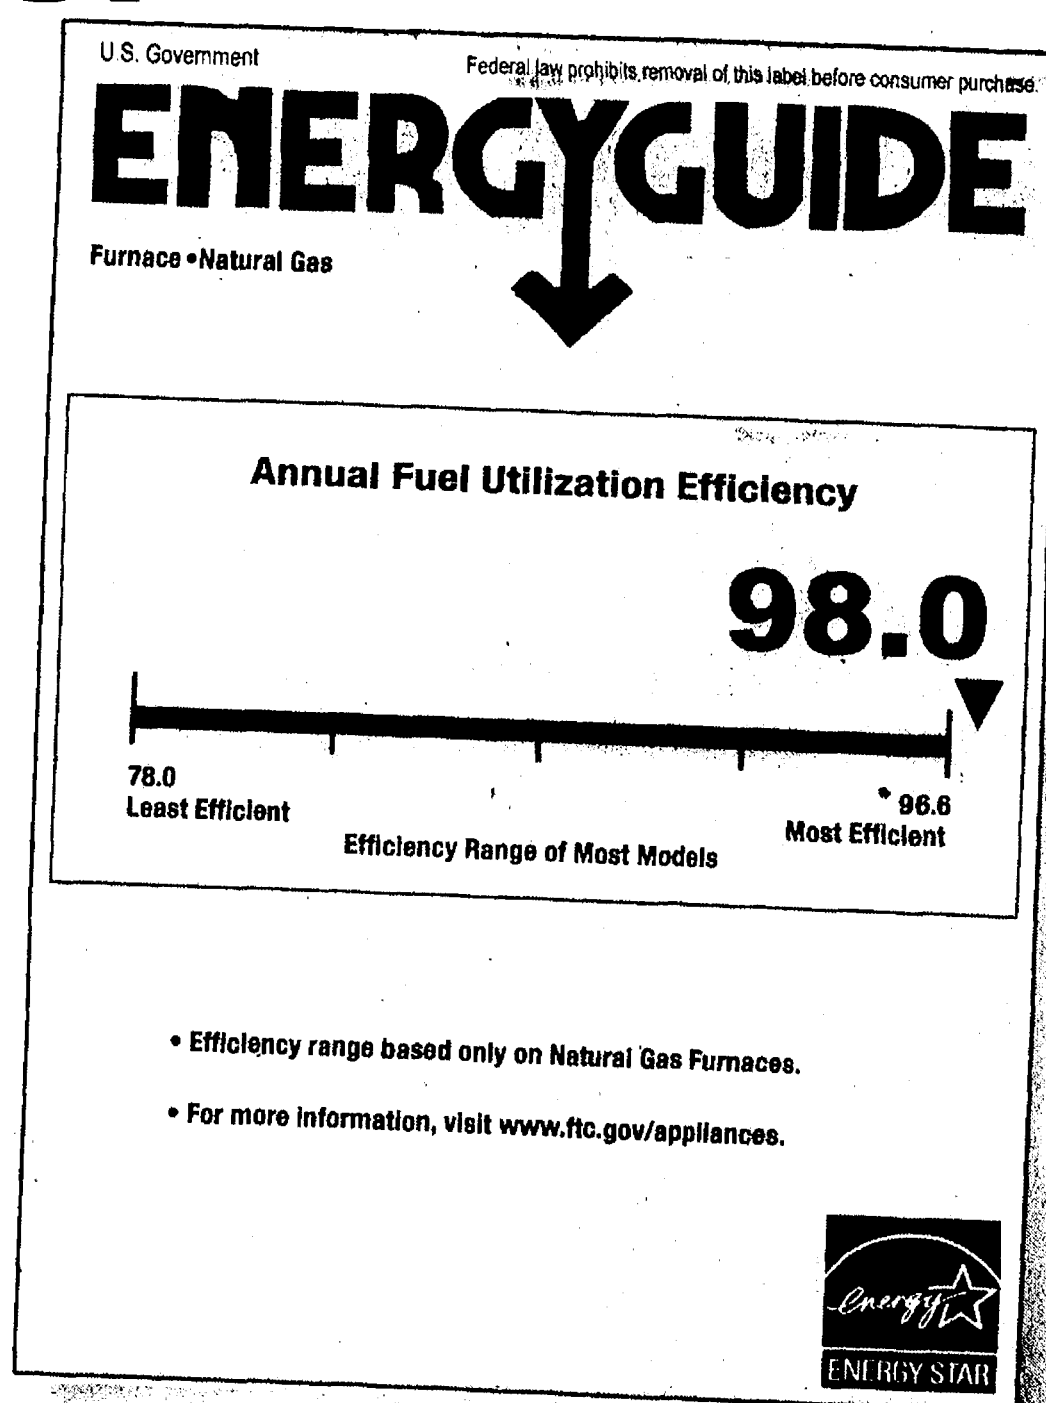 U.S. Government
Federal law prohibits removal of this label before consumer purchase.
ENERGYGUIDE
Furnace •Natural Gas
Annual Fuel Utilization Efficiency
98.0
78.0
Least Efficient
96.6
Most Efficient
Efficiency Range of Most Models
• Efficiency range based only on Natural Gas Furnaces.
• For more information, visit www.ftc.gov/appliances.
energy
ENERGY STAR